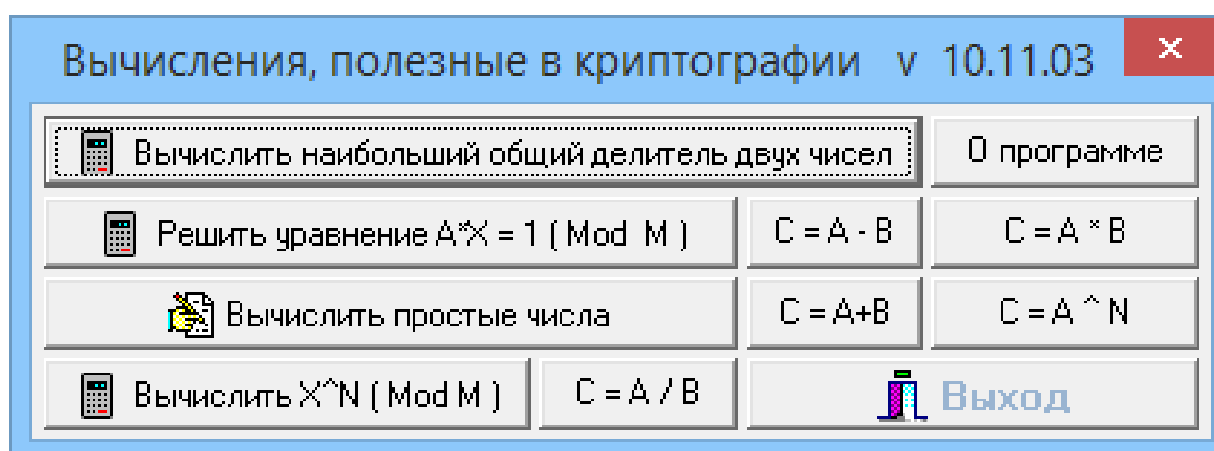 Вычисления, полезные в криптографии v 10.11.03
Вычислить наибольший общий делитель двух чисел
О программе
Решить уравнение A*X = 1 ( Mod M )
C = A - B
C = A * B
Вычислить простые числа
C = A+B
C = A ^ N
Вычислить X^N ( Mod M )
C = A / B
Выход